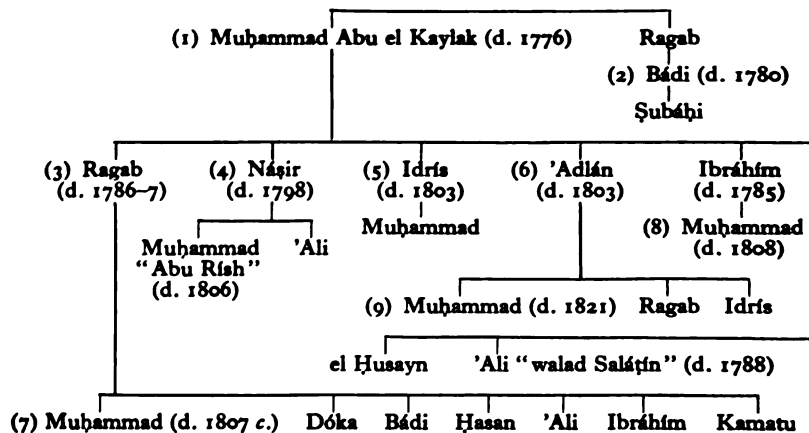 (1) Muḥammad Abu el Kaylak (d. 1776) Ragab
(2) Bádi (d. 1780)
Ṣubáḥi
(3) Ragab (4) Náṣir (5) Idrís (6) 'Adlán Ibráhím
(d. 1786–7) (d. 1798) (d. 1803) (d. 1803) (d. 1785)
Muḥammad 'Ali Muḥammad (8) Muḥammad
"Abu Rísh" (d. 1808)
(d. 1806)
(9) Muḥammad (d. 1821) Ragab Idrís
el Ḥusayn 'Ali "walad Saláṭín" (d. 1788)
(7) Muḥammad (d. 1807 c.) Dóka Bádi Ḥasan 'Ali Ibráhím Kamatu